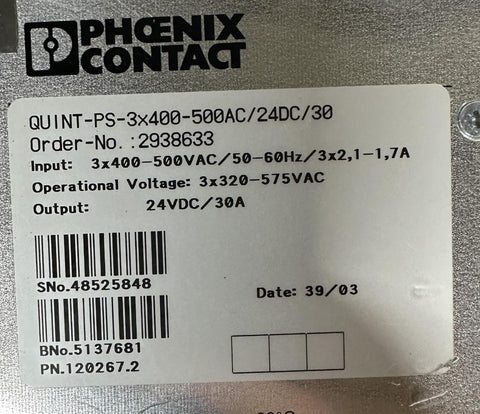 PHŒNIX
CONTACT
QUINT-PS-3x400-500AC/24DC/30
Order-No.:2938633
Input: 3x400-500VAC/50-60Hz/3x2,1-1,7A
Operational Voltage: 3x320-575VAC
Output: 24VDC/30A
SNo.48525848
Date: 39/03
BNo.5137681
PN.120267.2